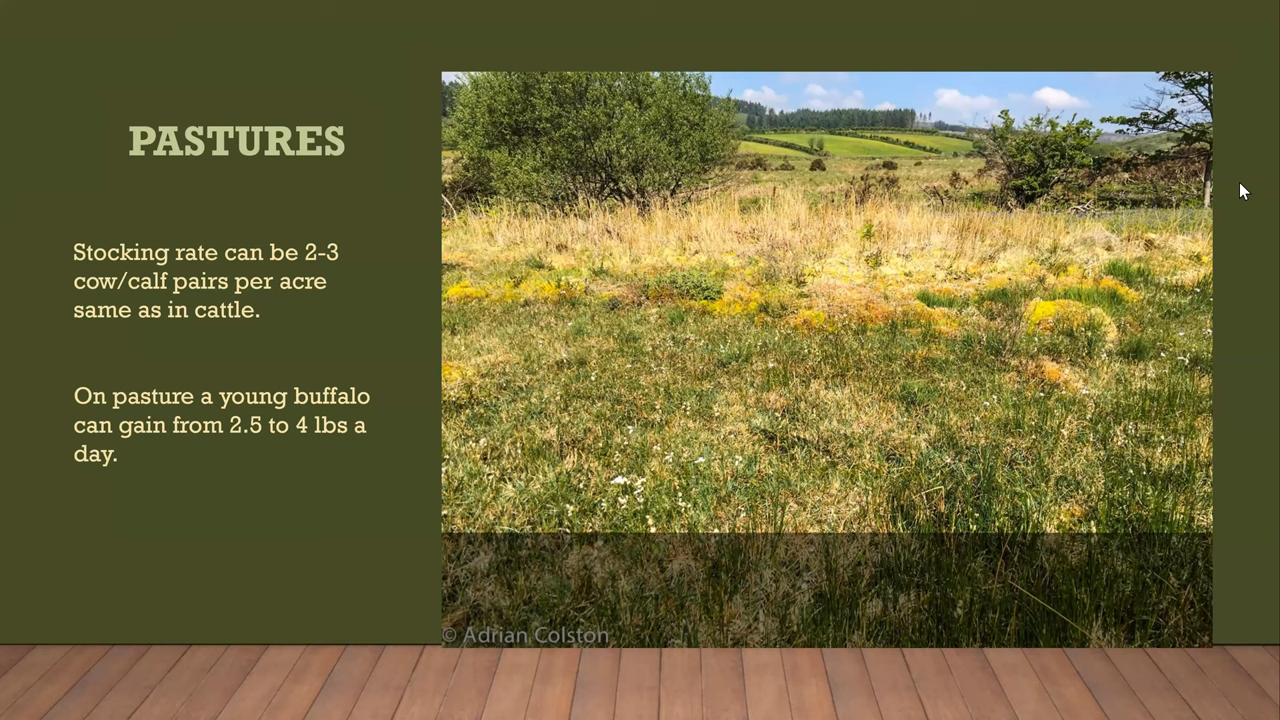 PASTURES
Stocking rate can be 2-3
cow/calf pairs per acre
same as in cattle.
On pasture a young buffalo
can gain from 2.5 to 4 lbs a
day.
© Adrian Colston